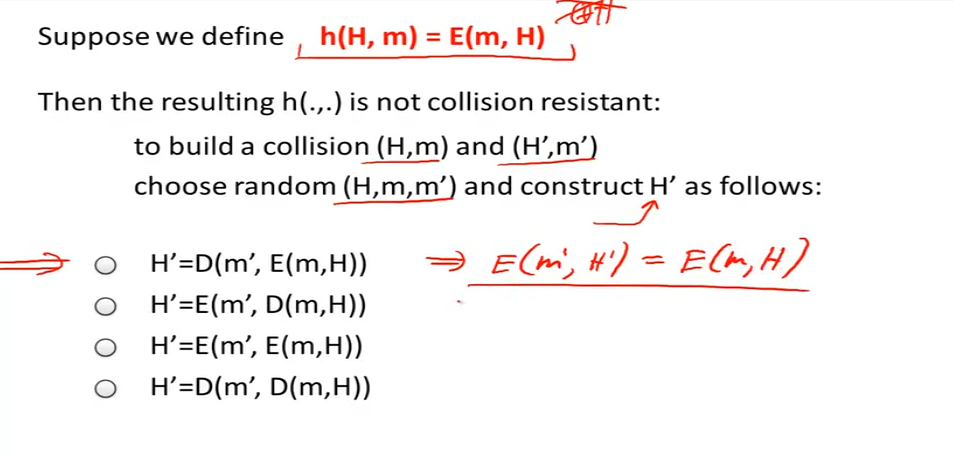 Suppose we define h(H, m) = E(m, H)
Then the resulting h(.,.) is not collision resistant:
to build a collision (H,m) and (H’,m’)
choose random (H,m,m’) and construct H’ as follows:
⇒ H’=D(m’, E(m,H)) ⇒ E(m', H') = E(m, H)
H’=E(m’, D(m,H))
H’=E(m’, E(m,H))
H’=D(m’, D(m,H))